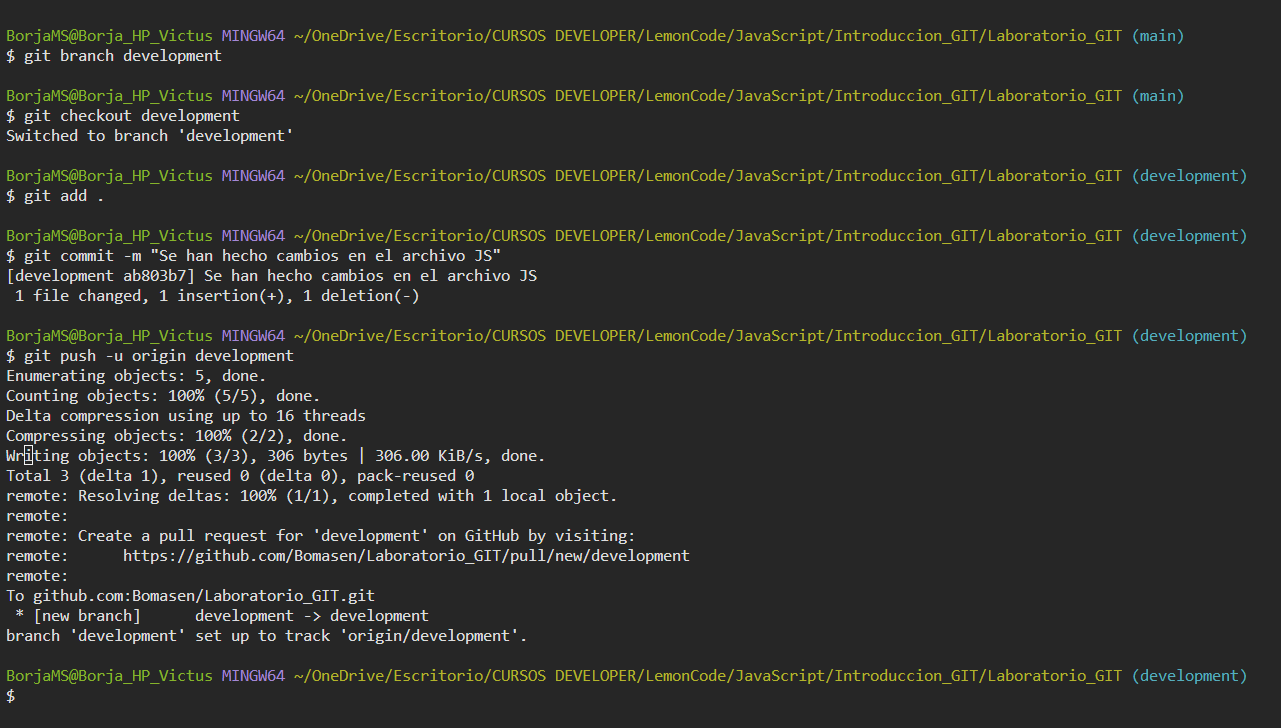 BorjaMS@Borja_HP_Victus MINGW64 ~/OneDrive/Escritorio/CURSOS DEVELOPER/LemonCode/JavaScript/Introduccion_GIT/Laboratorio_GIT (main)
$ git branch development
BorjaMS@Borja_HP_Victus MINGW64 ~/OneDrive/Escritorio/CURSOS DEVELOPER/LemonCode/JavaScript/Introduccion_GIT/Laboratorio_GIT (main)
$ git checkout development
Switched to branch 'development'
BorjaMS@Borja_HP_Victus MINGW64 ~/OneDrive/Escritorio/CURSOS DEVELOPER/LemonCode/JavaScript/Introduccion_GIT/Laboratorio_GIT (development)
$ git add .
BorjaMS@Borja_HP_Victus MINGW64 ~/OneDrive/Escritorio/CURSOS DEVELOPER/LemonCode/JavaScript/Introduccion_GIT/Laboratorio_GIT (development)
$ git commit -m "Se han hecho cambios en el archivo JS"
[development ab803b7] Se han hecho cambios en el archivo JS
 1 file changed, 1 insertion(+), 1 deletion(-)
BorjaMS@Borja_HP_Victus MINGW64 ~/OneDrive/Escritorio/CURSOS DEVELOPER/LemonCode/JavaScript/Introduccion_GIT/Laboratorio_GIT (development)
$ git push -u origin development
Enumerating objects: 5, done.
Counting objects: 100% (5/5), done.
Delta compression using up to 16 threads
Compressing objects: 100% (2/2), done.
Writing objects: 100% (3/3), 306 bytes | 306.00 KiB/s, done.
Total 3 (delta 1), reused 0 (delta 0), pack-reused 0
remote: Resolving deltas: 100% (1/1), completed with 1 local object.
remote:
remote: Create a pull request for 'development' on GitHub by visiting:
remote:      https://github.com/Bomasen/Laboratorio_GIT/pull/new/development
remote:
To github.com:Bomasen/Laboratorio_GIT.git
 * [new branch]      development -> development
branch 'development' set up to track 'origin/development'.
BorjaMS@Borja_HP_Victus MINGW64 ~/OneDrive/Escritorio/CURSOS DEVELOPER/LemonCode/JavaScript/Introduccion_GIT/Laboratorio_GIT (development)
$